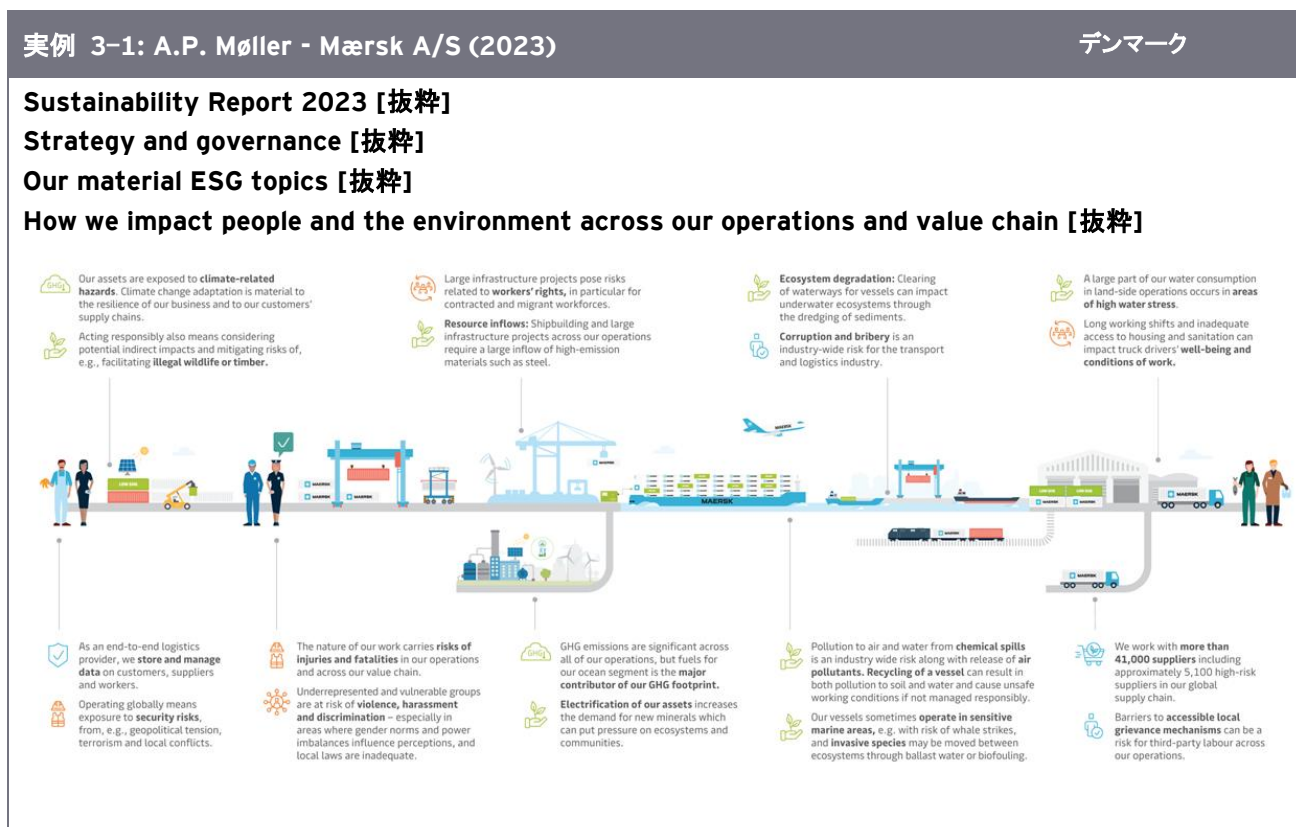 実例 3-1: A.P. Møller - Mærsk A/S (2023)
デンマーク
Sustainability Report 2023 [抜粋]
Strategy and governance [抜粋]
Our material ESG topics [抜粋]
How we impact people and the environment across our operations and value chain [抜粋]
GHG
Our assets are exposed to climate-related
hazards. Climate change adaptation is material to
the resilience of our business and to our customers'
supply chains.
Acting responsibly also means considering
potential indirect impacts and mitigating risks of,
e.g., facilitating illegal wildlife or timber.
Large infrastructure projects pose risks
related to workers' rights, in particular for
contracted and migrant workforces.
Resource inflows: Shipbuilding and large
infrastructure projects across our operations
require a large inflow of high-emission
materials such as steel.
Ecosystem degradation: Clearing
of waterways for vessels can impact
underwater ecosystems through
the dredging of sediments.
Corruption and bribery is an
industry-wide risk for the transport
and logistics industry.
A large part of our water consumption
in land-side operations occurs in areas
of high water stress.
Long working shifts and inadequate
access to housing and sanitation can
impact truck drivers' well-being and
conditions of work.
MAERSK
MAERSK
MAERSK
MAERSK
MAERSK
MAERSK
MAERSK
MAERSK
MAERSK
MAERSK
As an end-to-end logistics
provider, we store and manage
data on customers, suppliers
and workers.
Operating globally means
exposure to security risks,
from, e.g., geopolitical tension,
terrorism and local conflicts.
The nature of our work carries risks of
injuries and fatalities in our operations
and across our value chain.
Underrepresented and vulnerable groups
are at risk of violence, harassment
and discrimination – especially in
areas where gender norms and power
imbalances influence perceptions, and
local laws are inadequate.
GHG
GHG emissions are significant across
all of our operations, but fuels for
our ocean segment is the major
contributor of our GHG footprint.
Electrification of our assets increases
the demand for new minerals which
can put pressure on ecosystems and
communities.
Pollution to air and water from chemical spills
is an industry wide risk along with release of air
pollutants. Recycling of a vessel can result in
both pollution to soil and water and cause unsafe
working conditions if not managed responsibly.
Our vessels sometimes operate in sensitive
marine areas, e.g. with risk of whale strikes,
and invasive species may be moved between
ecosystems through ballast water or biofouling.
We work with more than
41,000 suppliers including
approximately 5,100 high-risk
suppliers in our global
supply chain.
Barriers to accessible local
grievance mechanisms can be a
risk for third-party labour across
our operations.